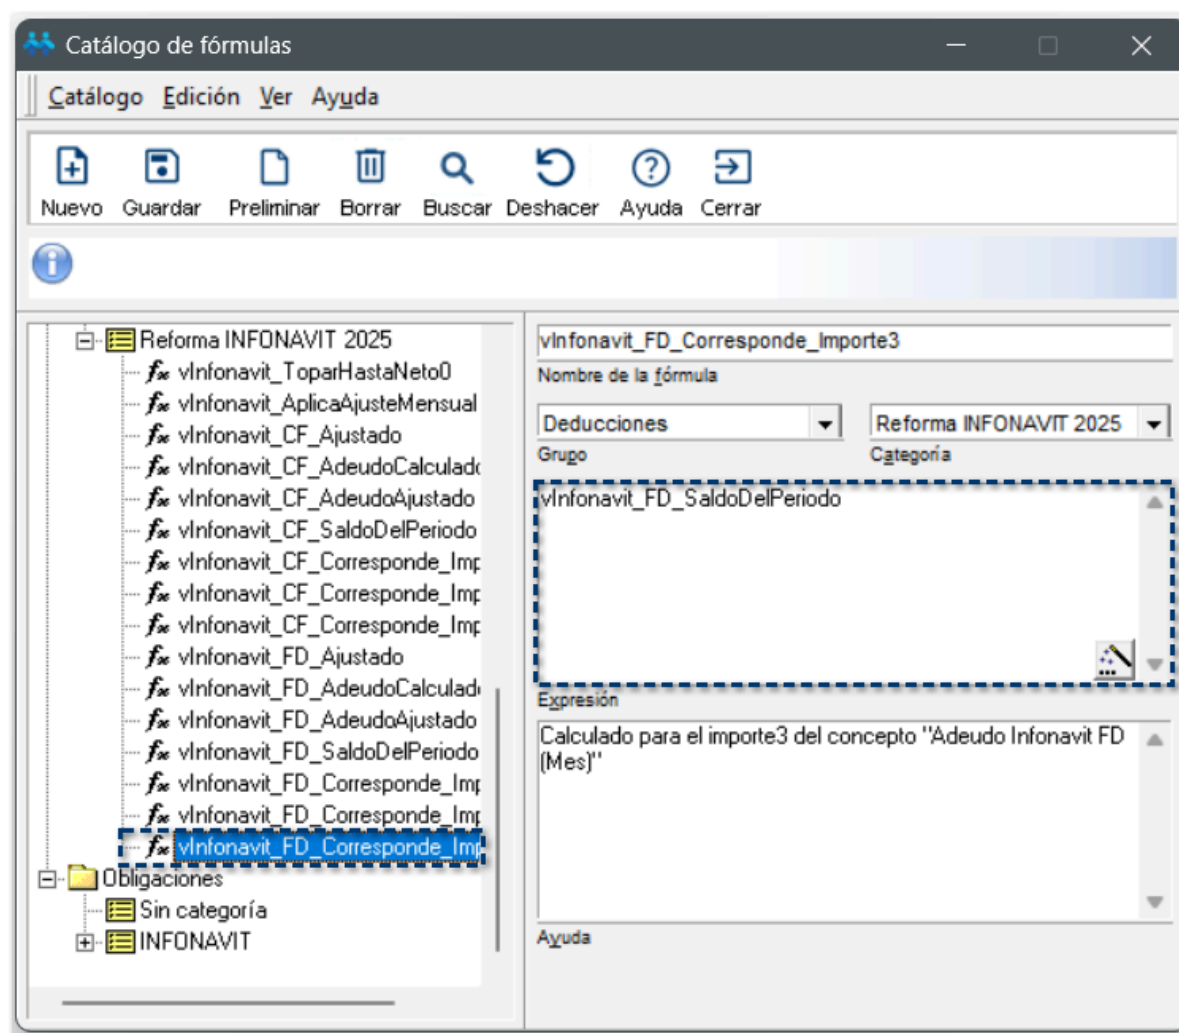 Catálogo de fórmulas
Catálogo Edición Ver Ayuda
Nuevo Guardar Preliminar Borrar Buscar Deshacer Ayuda Cerrar
Reforma INFONAVIT 2025
vInfonavit_ToparHastaNeto0
vInfonavit_AplicaAjusteMensual
vInfonavit_CF_Ajustado
vInfonavit_CF_AdeudoCalculado
vInfonavit_CF_AdeudoAjustado
vInfonavit_CF_SaldoDelPeriodo
vInfonavit_CF_Corresponde_Imp
vInfonavit_CF_Corresponde_Imp
vInfonavit_CF_Corresponde_Imp
vInfonavit_FD_Ajustado
vInfonavit_FD_AdeudoCalculad
vInfonavit_FD_AdeudoAjustado
vInfonavit_FD_SaldoDelPeriodo
vInfonavit_FD_Corresponde_Imp
vInfonavit_FD_Corresponde_Imp
vInfonavit_FD_Corresponde_Imp
Obligaciones
Sin categoría
INFONAVIT
vInfonavit_FD_Corresponde_Importe3
Nombre de la fórmula
Deducciones
Grupo
Reforma INFONAVIT 2025
Categoría
vInfonavit_FD_SaldoDelPeriodo
Expresión
Calculado para el importe3 del concepto "Adeudo Infonavit FD
(Mes)"
Ayuda